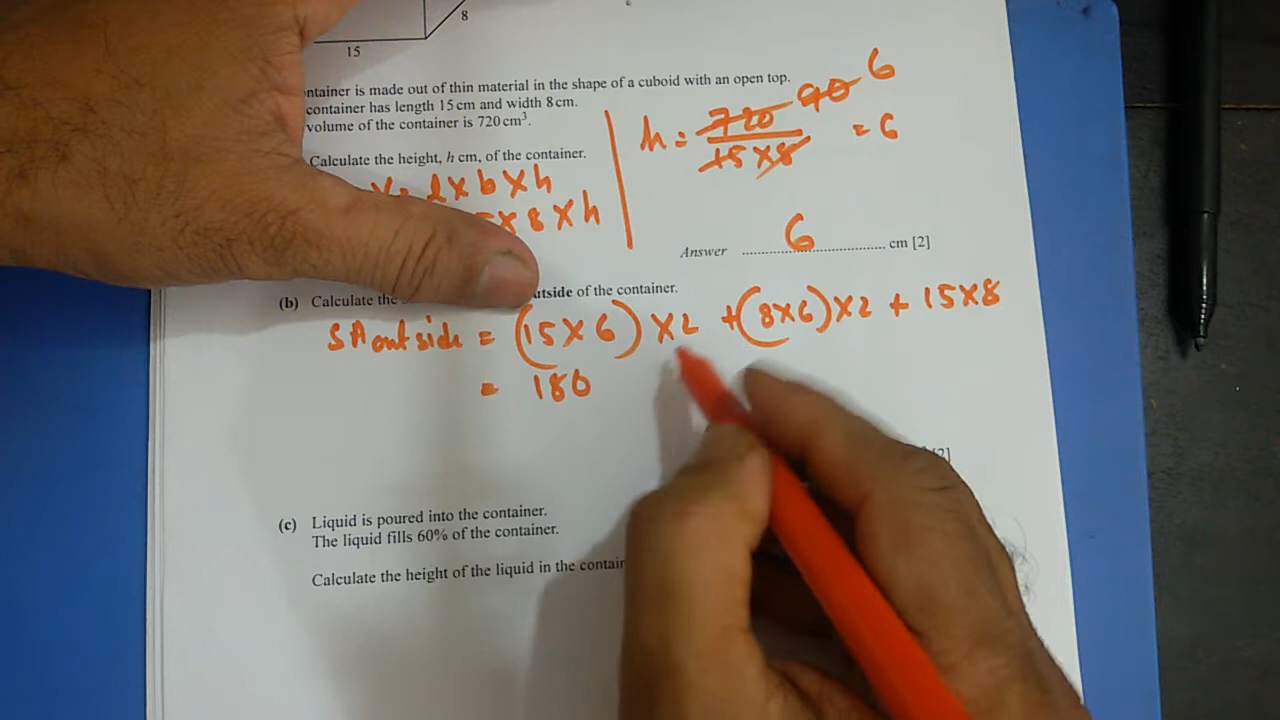 8
15
ntainer is made out of thin material in the shape of a cuboid with an open top.
container has length 15 cm and width 8 cm.
volume of the container is 720 cm³.
Calculate the height, h cm, of the container.
l × b × h
× 8 × h
h = 720 90 6
15 × 8
= 6
Answer 6 cm [2]
(b) Calculate the utside of the container.
SA outside = (15 × 6) × 2 + (8 × 6) × 2 + 15 × 8
= 180
[2]
(c) Liquid is poured into the container.
The liquid fills 60% of the container.
Calculate the height of the liquid in the contain